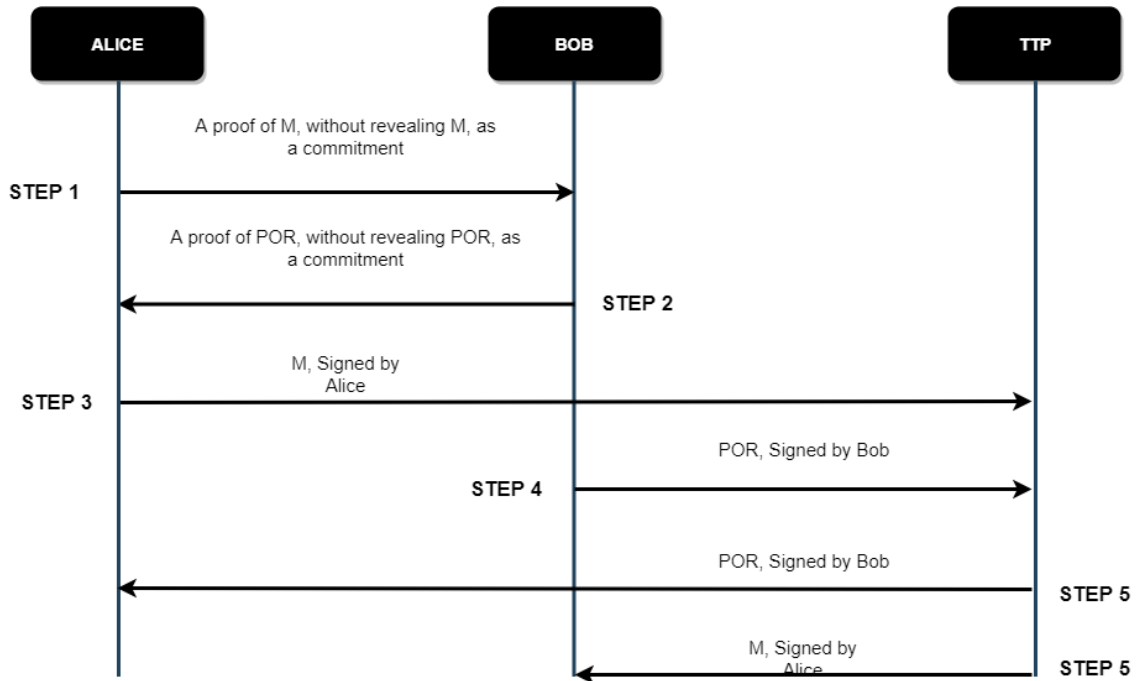 ALICE
BOB
TTP
A proof of M, without revealing M, as
a commitment
STEP 1
A proof of POR, without revealing POR, as
a commitment
STEP 2
M, Signed by
Alice
STEP 3
POR, Signed by Bob
STEP 4
POR, Signed by Bob
STEP 5
M, Signed by
Alice
STEP 5